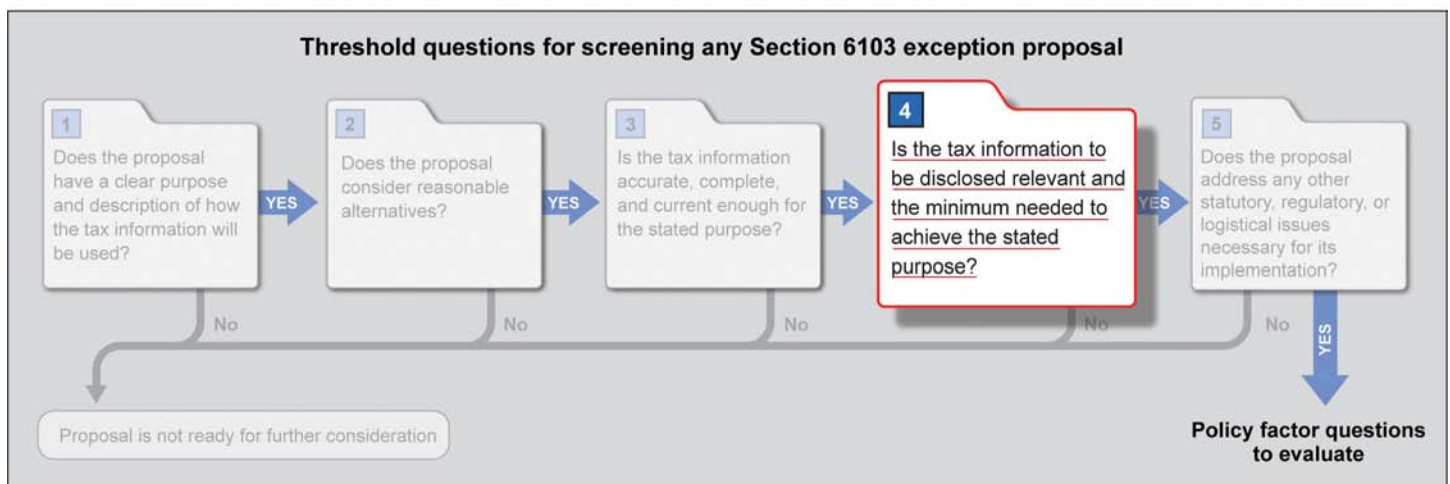 Threshold questions for screening any Section 6103 exception proposal
1
Does the proposal
have a clear purpose
and description of how
the tax information will
be used?
YES
2
Does the proposal
consider reasonable
alternatives?
YES
3
Is the tax information
accurate, complete,
and current enough for
the stated purpose?
YES
4
Is the tax information to
be disclosed relevant and
the minimum needed to
achieve the stated
purpose?
YES
5
Does the proposal
address any other
statutory, regulatory, or
logistical issues
necessary for its
implementation?
No
No
No
No
No
YES
Proposal is not ready for further consideration
Policy factor questions
to evaluate